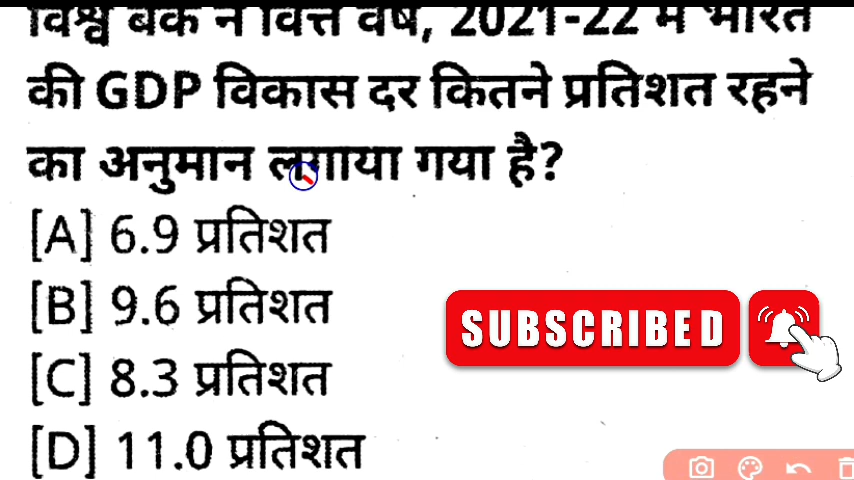 विश्व बैंक ने वित्त वर्ष, 2021-22 में भारत
की GDP विकास दर कितने प्रतिशत रहने
का अनुमान लगाया गया है?
[A] 6.9 प्रतिशत
[B] 9.6 प्रतिशत
SUBSCRIBED
[C] 8.3 प्रतिशत
[D] 11.0 प्रतिशत